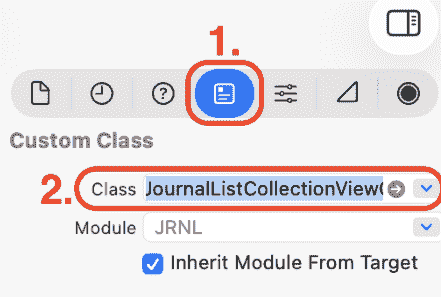 1.
Custom Class
2. Class JournalListCollectionView
Module JRNL
Inherit Module From Target